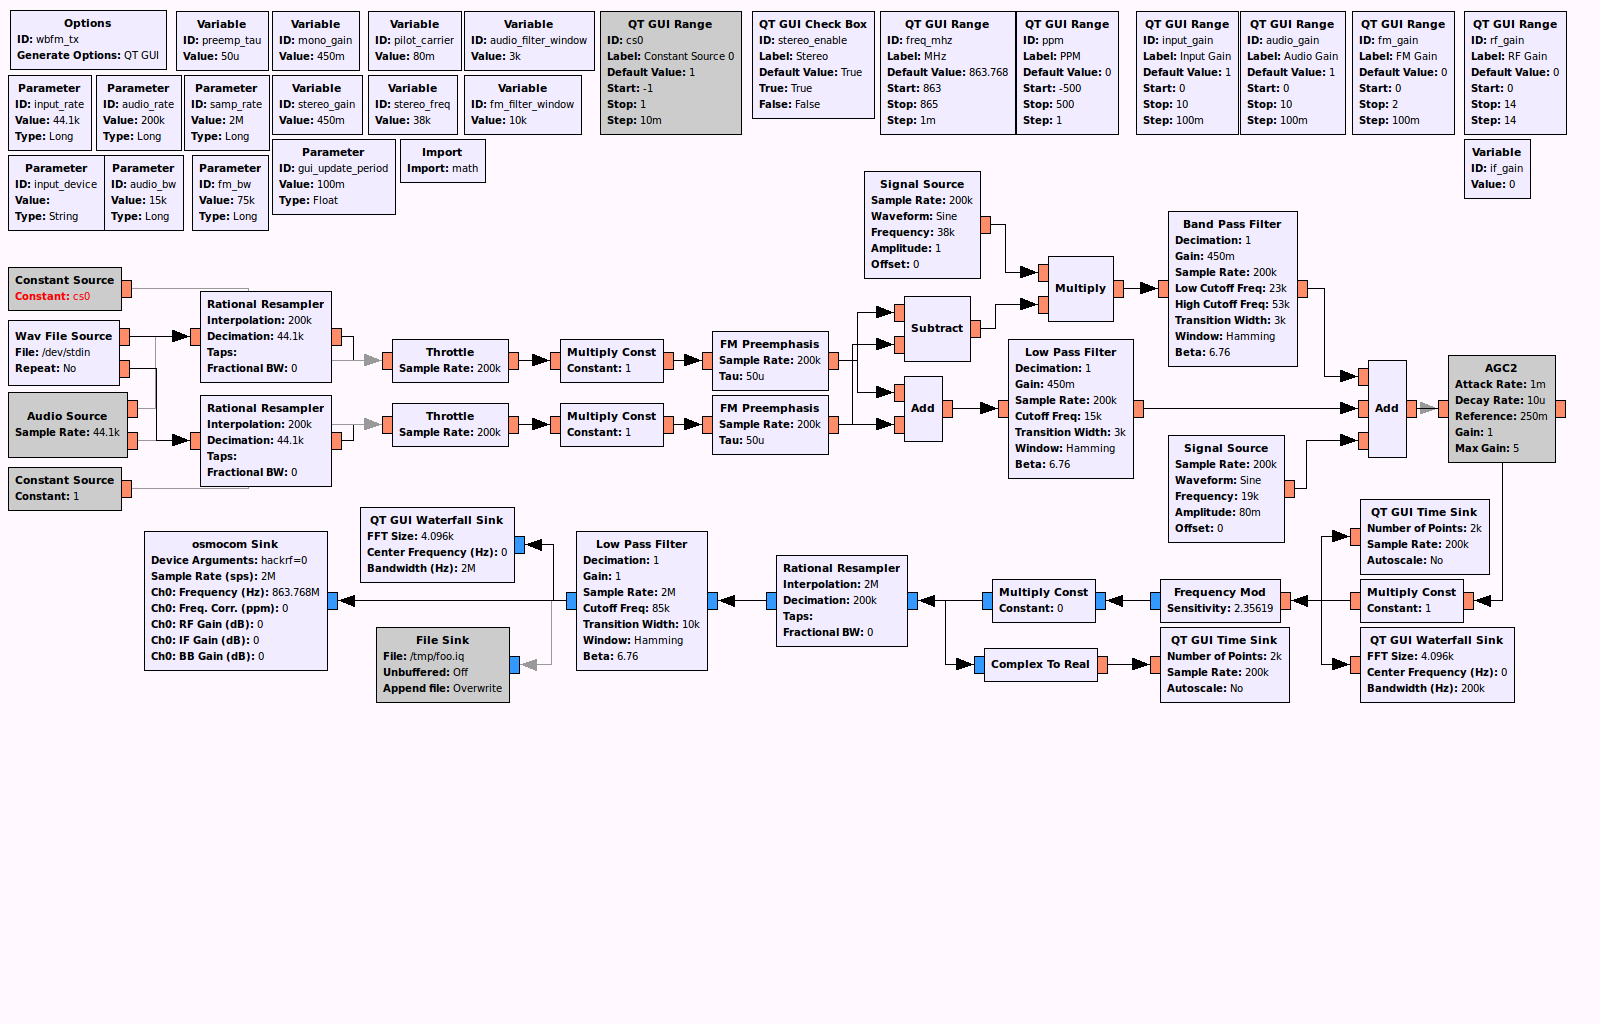 Options
ID: wbfm_tx
Generate Options: QT GUI
Variable
ID: preemp_tau
Value: 50u
Variable
ID: mono_gain
Value: 450m
Variable
ID: pilot_carrier
Value: 80m
Variable
ID: audio_filter_window
Value: 3k
QT GUI Range
ID: cs0
Label: Constant Source 0
Default Value: 1
Start: -1
Stop: 1
Step: 10m
QT GUI Check Box
ID: stereo_enable
Label: Stereo
Default Value: True
True: True
False: False
QT GUI Range
ID: freq_mhz
Label: MHz
Default Value: 863.768
Start: 863
Stop: 865
Step: 1m
QT GUI Range
ID: ppm
Label: PPM
Default Value: 0
Start: -500
Stop: 500
Step: 1
QT GUI Range
ID: input_gain
Label: Input Gain
Default Value: 1
Start: 0
Stop: 10
Step: 100m
QT GUI Range
ID: audio_gain
Label: Audio Gain
Default Value: 1
Start: 0
Stop: 10
Step: 100m
QT GUI Range
ID: fm_gain
Label: FM Gain
Default Value: 0
Start: 0
Stop: 2
Step: 100m
QT GUI Range
ID: rf_gain
Label: RF Gain
Default Value: 0
Start: 0
Stop: 14
Step: 14
Parameter
ID: input_rate
Value: 44.1k
Type: Long
Parameter
ID: audio_rate
Value: 200k
Type: Long
Parameter
ID: samp_rate
Value: 2M
Type: Long
Variable
ID: stereo_gain
Value: 450m
Variable
ID: stereo_freq
Value: 38k
Variable
ID: fm_filter_window
Value: 10k
Parameter
ID: input_device
Value:
Type: String
Parameter
ID: audio_bw
Value: 15k
Type: Long
Parameter
ID: fm_bw
Value: 75k
Type: Long
Parameter
ID: gui_update_period
Value: 100m
Type: Float
Import
Import: math
Variable
ID: if_gain
Value: 0
Signal Source
Sample Rate: 200k
Waveform: Sine
Frequency: 38k
Amplitude: 1
Offset: 0
Multiply
Band Pass Filter
Decimation: 1
Gain: 450m
Sample Rate: 200k
Low Cutoff Freq: 23k
High Cutoff Freq: 53k
Transition Width: 3k
Window: Hamming
Beta: 6.76
Constant Source
Constant: cs0
Wav File Source
File: /dev/stdin
Repeat: No
Audio Source
Sample Rate: 44.1k
Constant Source
Constant: 1
Rational Resampler
Interpolation: 200k
Decimation: 44.1k
Taps:
Fractional BW: 0
Rational Resampler
Interpolation: 200k
Decimation: 44.1k
Taps:
Fractional BW: 0
Throttle
Sample Rate: 200k
Throttle
Sample Rate: 200k
Multiply Const
Constant: 1
Multiply Const
Constant: 1
FM Preemphasis
Sample Rate: 200k
Tau: 50u
FM Preemphasis
Sample Rate: 200k
Tau: 50u
Subtract
Add
Low Pass Filter
Decimation: 1
Gain: 450m
Sample Rate: 200k
Cutoff Freq: 15k
Transition Width: 3k
Window: Hamming
Beta: 6.76
Signal Source
Sample Rate: 200k
Waveform: Sine
Frequency: 19k
Amplitude: 80m
Offset: 0
Add
AGC2
Attack Rate: 1m
Decay Rate: 10u
Reference: 250m
Gain: 1
Max Gain: 5
osmocom Sink
Device Arguments: hackrf=0
Sample Rate (sps): 2M
Ch0: Frequency (Hz): 863.768M
Ch0: Freq. Corr. (ppm): 0
Ch0: RF Gain (dB): 0
Ch0: IF Gain (dB): 0
Ch0: BB Gain (dB): 0
QT GUI Waterfall Sink
FFT Size: 4.096k
Center Frequency (Hz): 0
Bandwidth (Hz): 2M
File Sink
File: /tmp/foo.iq
Unbuffered: Off
Append file: Overwrite
Low Pass Filter
Decimation: 1
Gain: 1
Sample Rate: 2M
Cutoff Freq: 85k
Transition Width: 10k
Window: Hamming
Beta: 6.76
Rational Resampler
Interpolation: 2M
Decimation: 200k
Taps:
Fractional BW: 0
Multiply Const
Constant: 0
Complex To Real
Frequency Mod
Sensitivity: 2.35619
QT GUI Time Sink
Number of Points: 2k
Sample Rate: 200k
Autoscale: No
QT GUI Time Sink
Number of Points: 2k
Sample Rate: 200k
Autoscale: No
Multiply Const
Constant: 1
QT GUI Waterfall Sink
FFT Size: 4.096k
Center Frequency (Hz): 0
Bandwidth (Hz): 200k